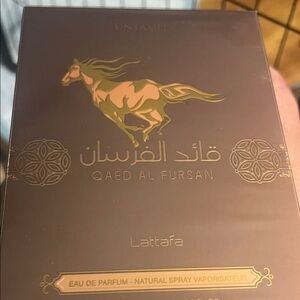 قائد الفرسان
QAED AL FURSAN
Lattafa
EAU DE PARFUM - NATURAL SPRAY VAPORISATEUR